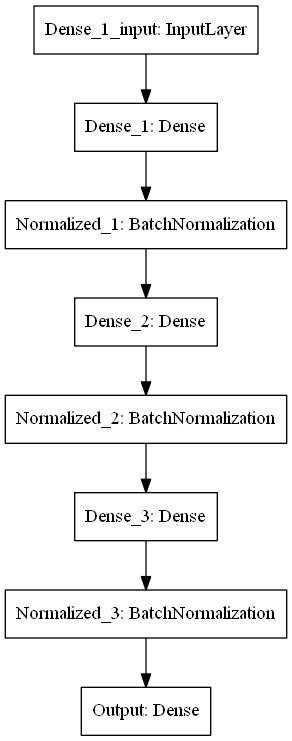 Dense_1_input: InputLayer
Dense_1: Dense
Normalized_1: BatchNormalization
Dense_2: Dense
Normalized_2: BatchNormalization
Dense_3: Dense
Normalized_3: BatchNormalization
Output: Dense